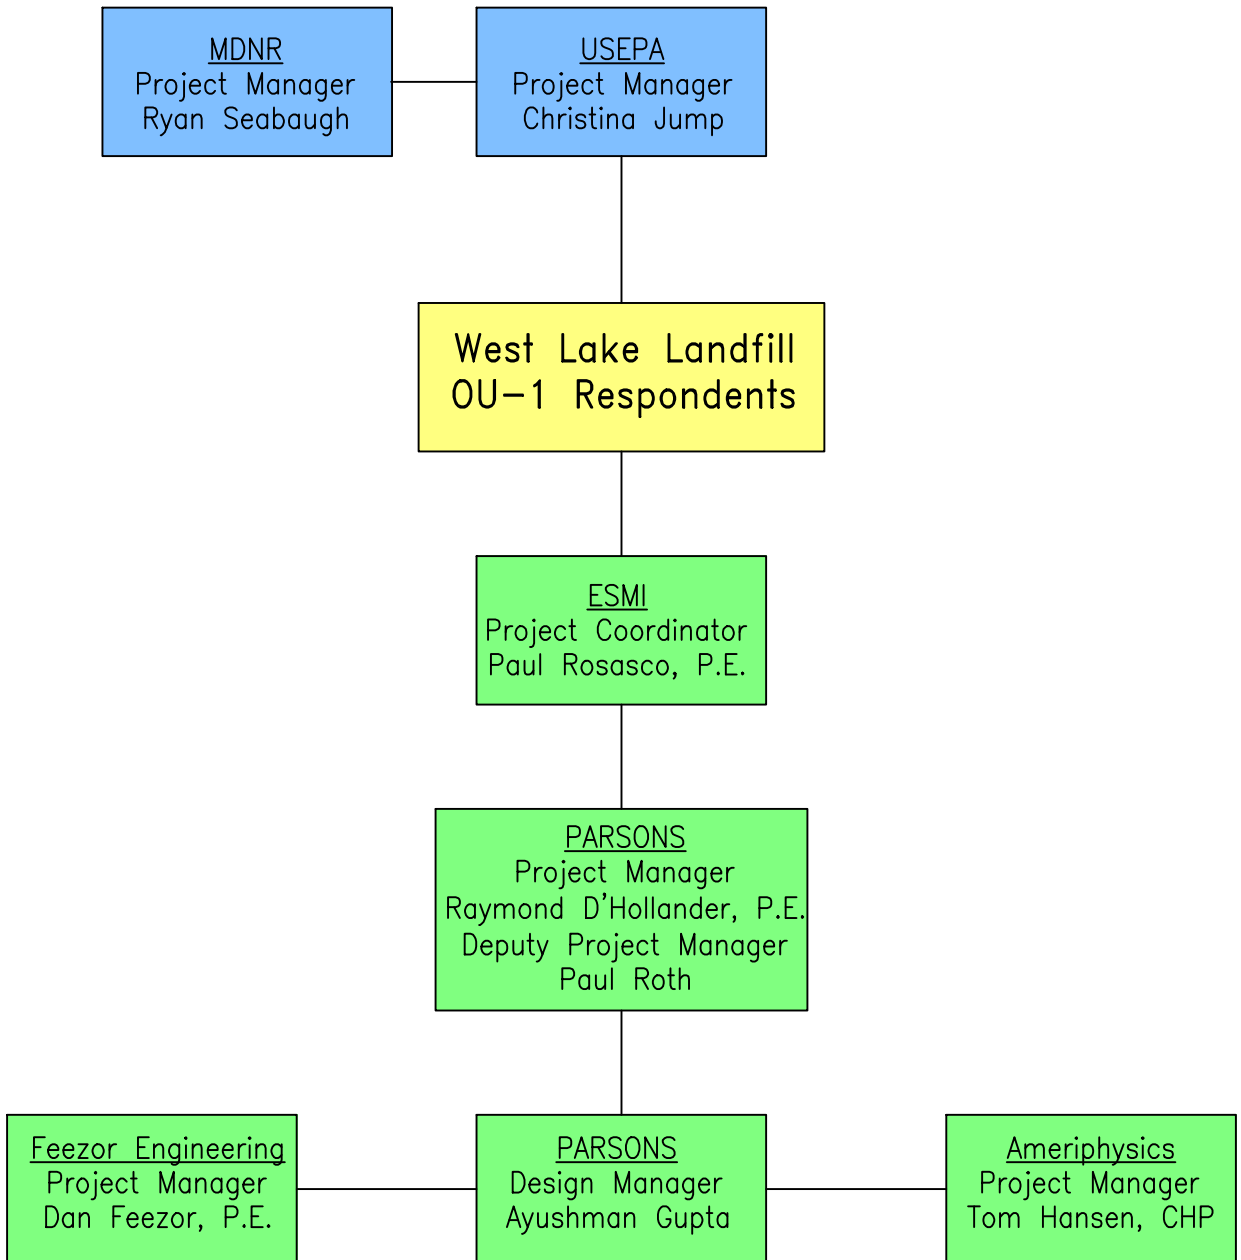 MDNR
Project Manager
Ryan Seabaugh
USEPA
Project Manager
Christina Jump
West Lake Landfill
OU-1 Respondents
ESMI
Project Coordinator
Paul Rosasco, P.E.
PARSONS
Project Manager
Raymond D'Hollander, P.E.
Deputy Project Manager
Paul Roth
Feezor Engineering
Project Manager
Dan Feezor, P.E.
PARSONS
Design Manager
Ayushman Gupta
Ameriphysics
Project Manager
Tom Hansen, CHP